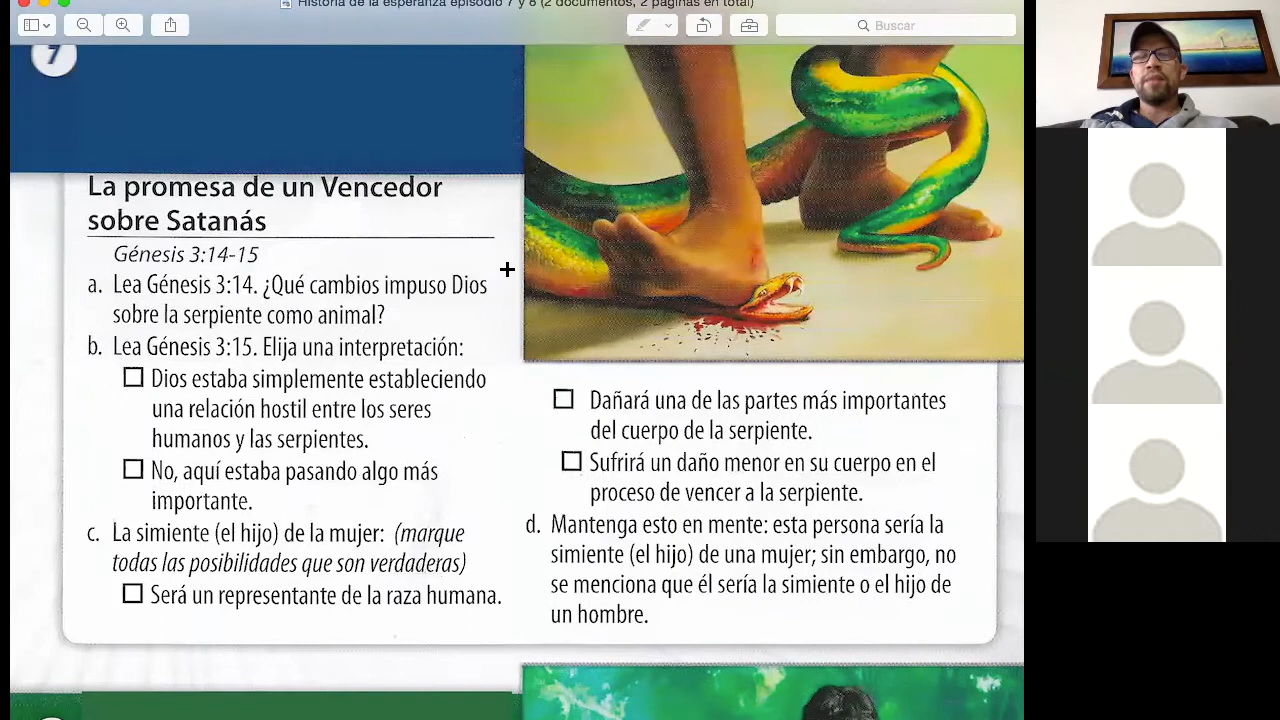 Historia de la esperanza episodio 7 y 8 (2 documentos, 2 páginas en total)
Buscar
7
La promesa de un Vencedor
sobre Satanás
Génesis 3:14-15
a. Lea Génesis 3:14. ¿Qué cambios impuso Dios
sobre la serpiente como animal?
b. Lea Génesis 3:15. Elija una interpretación:
Dios estaba simplemente estableciendo
una relación hostil entre los seres
humanos y las serpientes.
No, aquí estaba pasando algo más
importante.
c. La simiente (el hijo) de la mujer: (marque
todas las posibilidades que son verdaderas)
Será un representante de la raza humana.
Dañará una de las partes más importantes
del cuerpo de la serpiente.
Sufrirá un daño menor en su cuerpo en el
proceso de vencer a la serpiente.
d. Mantenga esto en mente: esta persona sería la
simiente (el hijo) de una mujer; sin embargo, no
se menciona que él sería la simiente o el hijo de
un hombre.